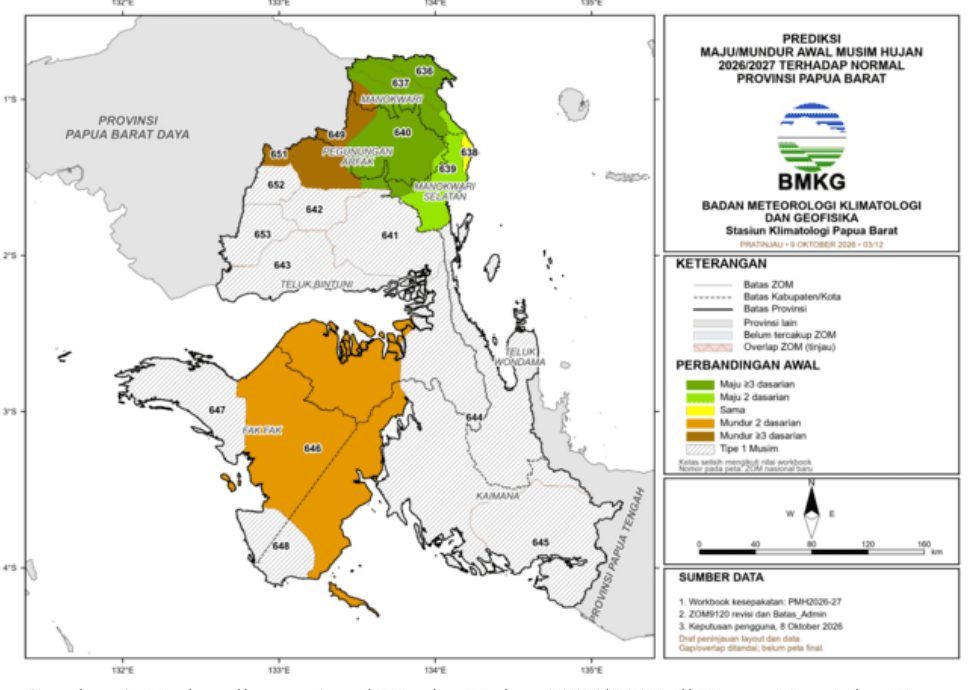 132°E 133°E 134°E 135°E
1°S
2°S
3°S
4°S
132°E 133°E 134°E 135°E
PROVINSI
PAPUA BARAT DAYA
636
637
MANOKWARI
649
640
PEGUNUNGAN
ARFAK
651
638
639
652
MANOKWARI
SELATAN
642
653
641
643
TELUK BINTUNI
TELUK
WONDAMA
647
644
FAK FAK
646
KAIMANA
648
645
PROVINSI PAPUA TENGAH
PREDIKSI
MAJU/MUNDUR AWAL MUSIM HUJAN
2026/2027 TERHADAP NORMAL
PROVINSI PAPUA BARAT
BMKG
BADAN METEOROLOGI KLIMATOLOGI
DAN GEOFISIKA
Stasiun Klimatologi Papua Barat
PRATINJAU • 9 OKTOBER 2026 • 03/12
KETERANGAN
Batas ZOM
Batas Kabupaten/Kota
Batas Provinsi
Provinsi lain
Belum tercakup ZOM
Overlap ZOM (tinjau)
PERBANDINGAN AWAL
Maju ≥3 dasarian
Maju 2 dasarian
Sama
Mundur 2 dasarian
Mundur ≥3 dasarian
Tipe 1 Musim
Kelas selisih mengikuti nilai workbook
Nomor pada peta: ZOM nasional baru
N
W E
S
0 40 80 120 160
km
SUMBER DATA
1. Workbook kesepakatan: PMH2026-27
2. ZOM9120 revisi dan Batas_Admin
3. Keputusan pengguna, 8 Oktober 2026
Draf peninjauan layout dan data.
Gap/overlap ditandai; belum peta final.